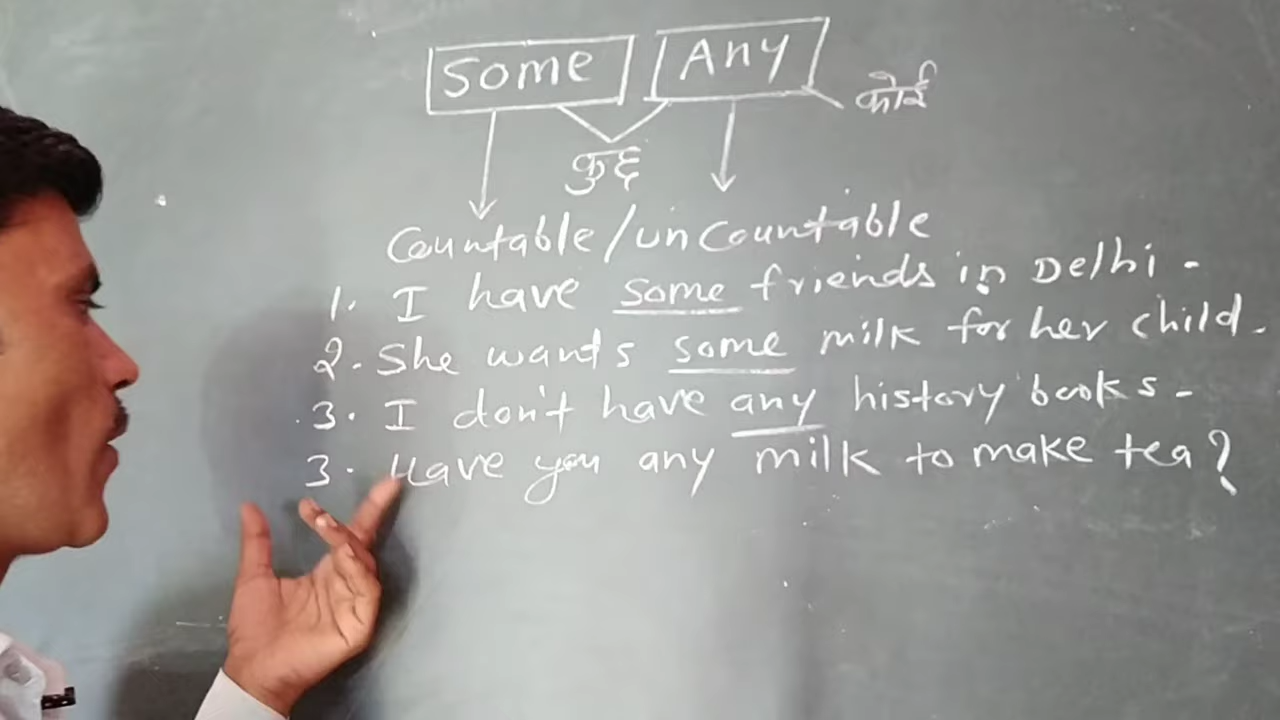 Some Any
कोई
कुछ
Countable/unCountable
1. I have some friends in Delhi.
2. She wants some milk for her child.
3. I don't have any history books.
3. Have you any milk to make tea?